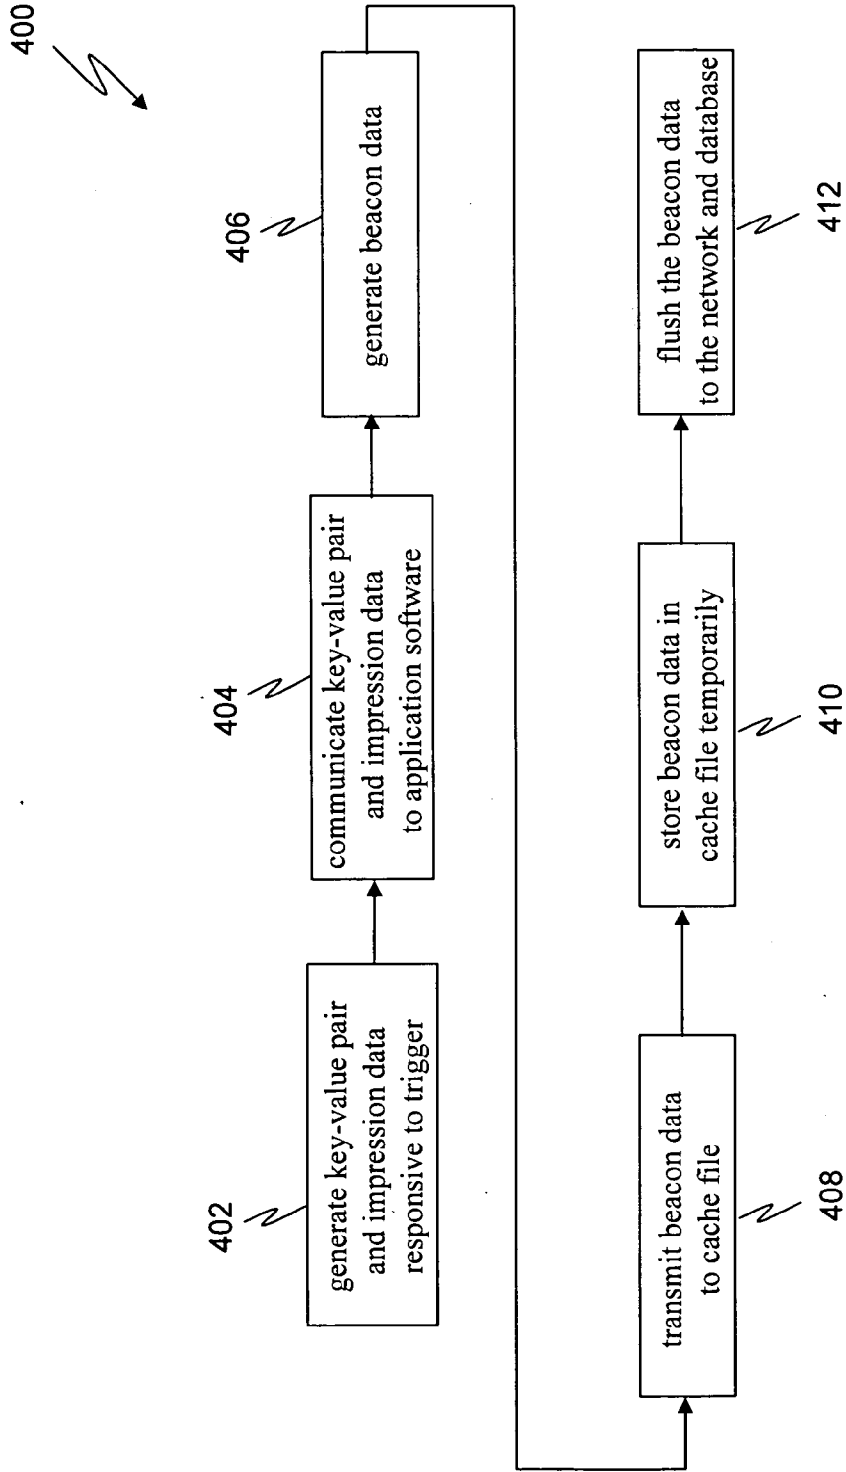 400
402
generate key-value pair
and impression data
responsive to trigger
404
communicate key-value pair
and impression data
to application software
406
generate beacon data
408
transmit beacon data
to cache file
410
store beacon data in
cache file temporarily
412
flush the beacon data
to the network and database